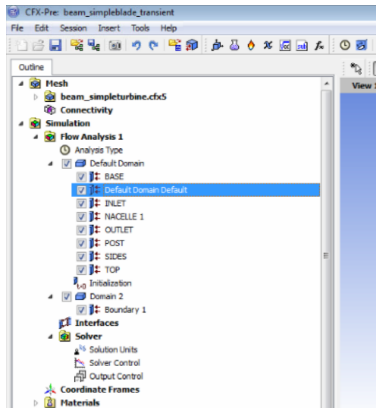 CFX-Pre: beam_simpleblade_transient
File Edit Session Insert Tools Help
Outline
View 1
Mesh
beam_simpleturbine.cfx5
Connectivity
Simulation
Flow Analysis 1
Analysis Type
Default Domain
BASE
Default Domain Default
INLET
NACELLE 1
OUTLET
POST
SIDES
TOP
Initialization
Domain 2
Boundary 1
Interfaces
Solver
Solution Units
Solver Control
Output Control
Coordinate Frames
Materials